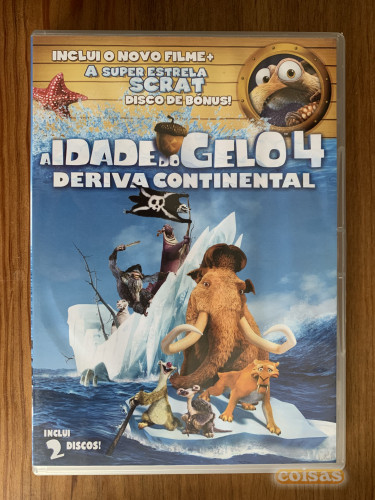 INCLUI O NOVO FILME+
A SUPER ESTRELA
SCRAT
DISCO DE BÓNUS!
A IDADE DO GELO 4
DERIVA CONTINENTAL
INCLUI
2 DISCOS!
coisas